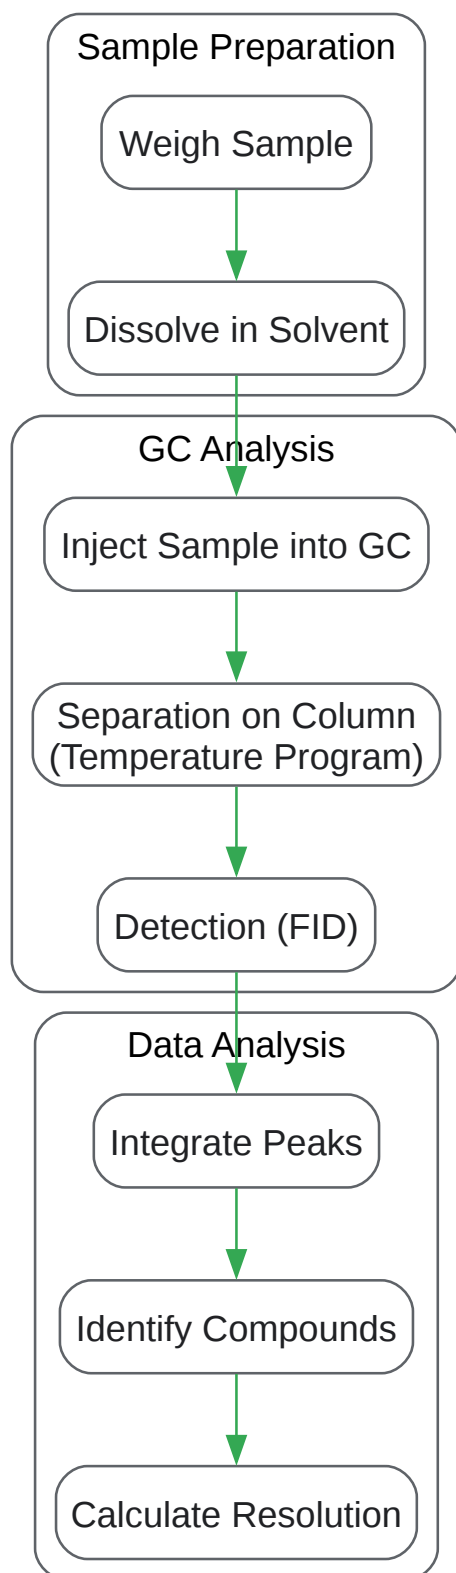 Sample Preparation
Weigh Sample
Dissolve in Solvent
GC Analysis
Inject Sample into GC
Separation on Column
(Temperature Program)
Detection (FID)
Data Analysis
Integrate Peaks
Identify Compounds
Calculate Resolution